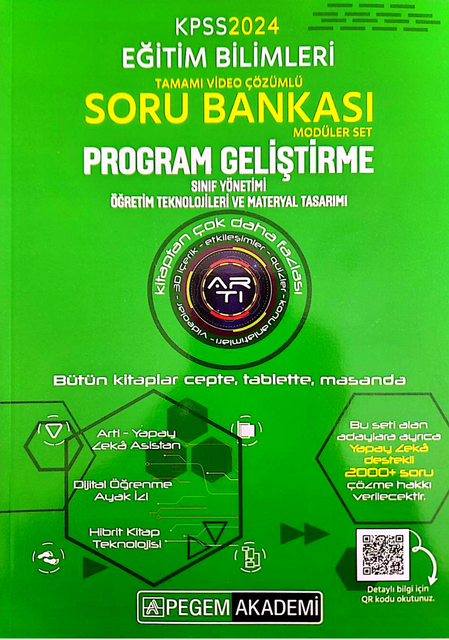 KPSS2024
EĞİTİM BİLİMLERİ
TAMAMI VİDEO ÇÖZÜMLÜ
SORU BANKASI
MODÜLER SET
PROGRAM GELİŞTİRME
SINIF YÖNETİMİ
ÖĞRETİM TEKNOLOJİLERİ VE MATERYAL TASARIMI
kitaptan çok daha fazlası
videolar - 3D içerik - etkileşimler - quizler - konu anlatımları -
ARTI
Bütün kitaplar cepte, tablette, masanda
Artı - Yapay
Zekâ Asistan
Dijital Öğrenme
Ayak İzi
Hibrit Kitap
Teknolojisi
Bu seti alan
adaylara ayrıca
Yapay Zekâ
destekli
2000+ soru
çözme hakkı
verilecektir.
Detaylı bilgi için
QR kodu okutunuz.
PEGEM AKADEMİ